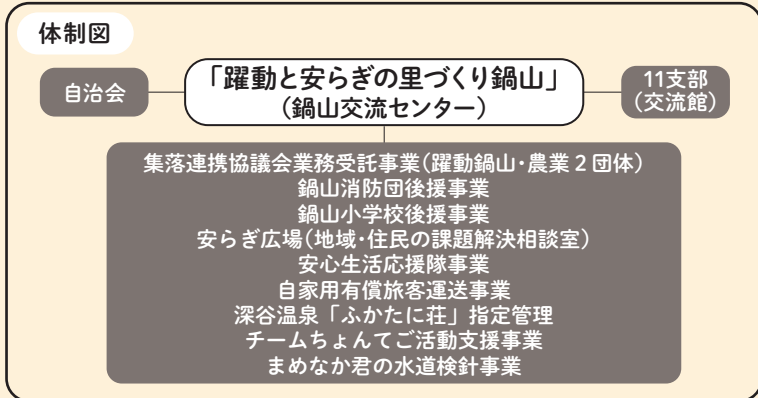 体制図
自治会
「躍動と安らぎの里づくり鍋山」
(鍋山交流センター)
11支部
(交流館)
集落連携協議会業務受託事業(躍動鍋山・農業2団体)
鍋山消防団後援事業
鍋山小学校後援事業
安らぎ広場(地域・住民の課題解決相談室)
安心生活応援隊事業
自家用有償旅客運送事業
深谷温泉「ふかたに荘」指定管理
チームちょんてご活動支援事業
まめなか君の水道検針事業